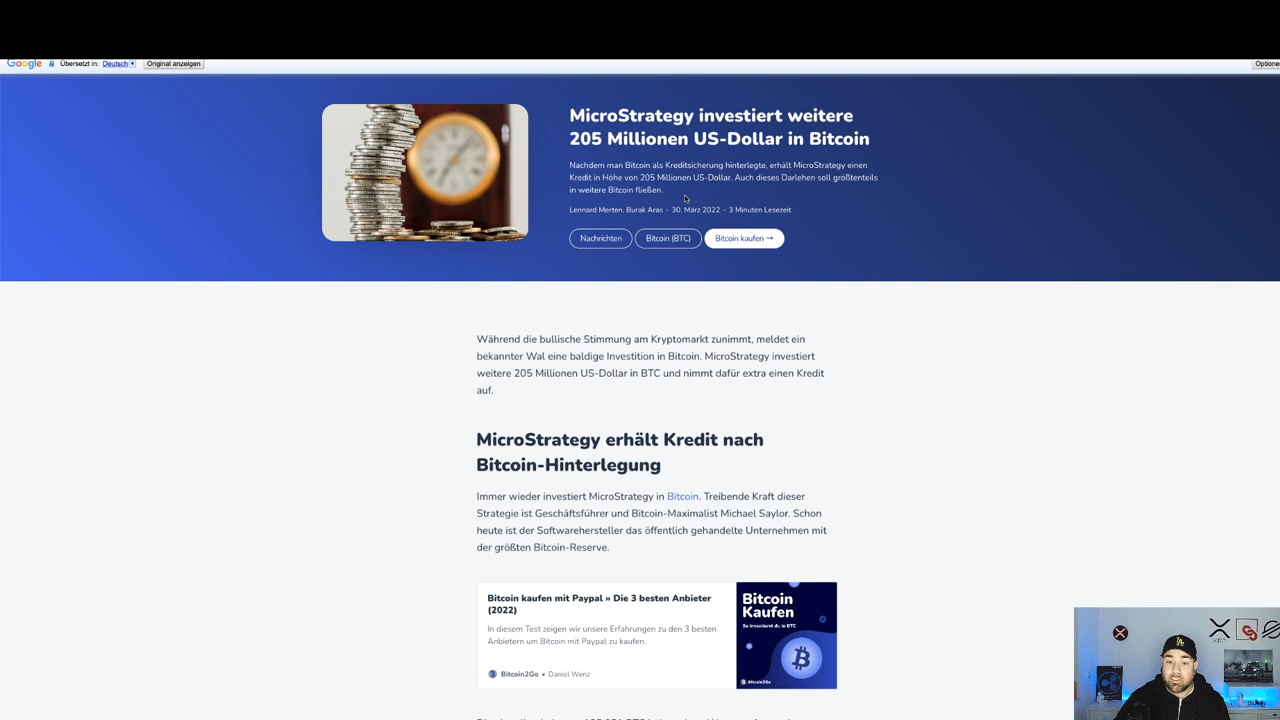 Google Übersetzt in: Deutsch Original anzeigen
MicroStrategy investiert weitere
205 Millionen US-Dollar in Bitcoin
Nachdem man Bitcoin als Kreditsicherung hinterlegte, erhält MicroStrategy einen
Kredit in Höhe von 205 Millionen US-Dollar. Auch dieses Darlehen soll größtenteils
in weitere Bitcoin fließen.
Lennard Merten, Burak Aras · 30. März 2022 · 3 Minuten Lesezeit
Nachrichten Bitcoin (BTC) Bitcoin kaufen →
Während die bullische Stimmung am Kryptomarkt zunimmt, meldet ein
bekannter Wal eine baldige Investition in Bitcoin. MicroStrategy investiert
weitere 205 Millionen US-Dollar in BTC und nimmt dafür extra einen Kredit
auf.
MicroStrategy erhält Kredit nach
Bitcoin-Hinterlegung
Immer wieder investiert MicroStrategy in Bitcoin. Treibende Kraft dieser
Strategie ist Geschäftsführer und Bitcoin-Maximalist Michael Saylor. Schon
heute ist der Softwarehersteller das öffentlich gehandelte Unternehmen mit
der größten Bitcoin-Reserve.
Bitcoin kaufen mit Paypal » Die 3 besten Anbieter
(2022)
In diesem Test zeigen wir unsere Erfahrungen zu den 3 besten
Anbietern um Bitcoin mit Paypal zu kaufen.
Bitcoin2Go • Daniel Wenz
Bitcoin
Kaufen
So investierst du in BTC
Bitcoin2Go